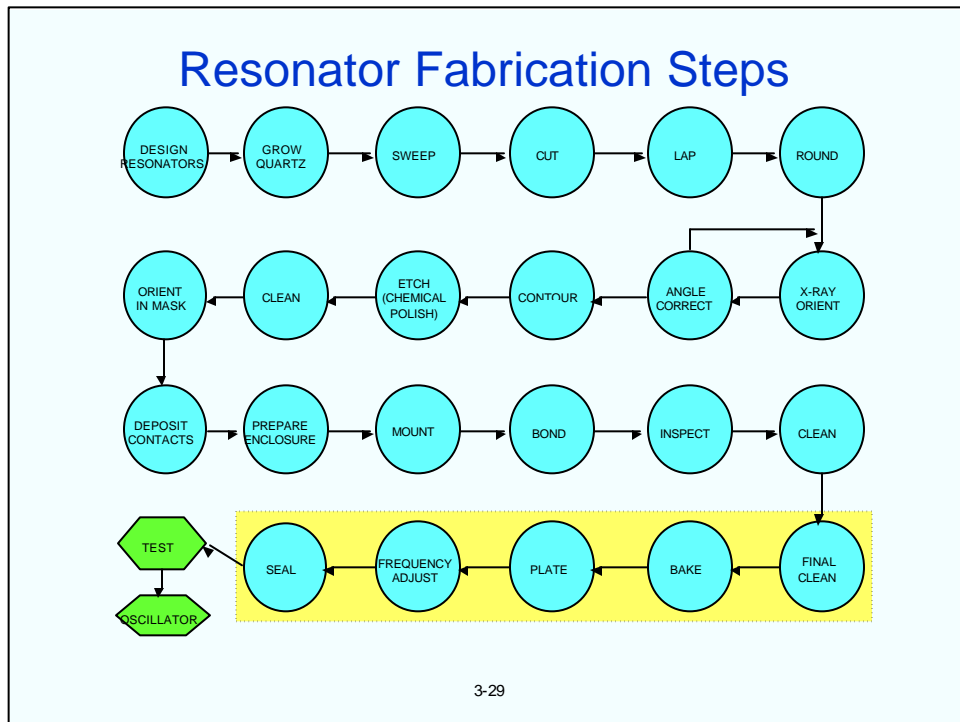 Resonator Fabrication Steps
DESIGN
RESONATORS
GROW
QUARTZ
SWEEP
CUT
LAP
ROUND
ORIENT
IN MASK
CLEAN
ETCH
(CHEMICAL
POLISH)
CONTOUR
ANGLE
CORRECT
X-RAY
ORIENT
DEPOSIT
CONTACTS
PREPARE
ENCLOSURE
MOUNT
BOND
INSPECT
CLEAN
TEST
SEAL
FREQUENCY
ADJUST
PLATE
BAKE
FINAL
CLEAN
OSCILLATOR
3-29